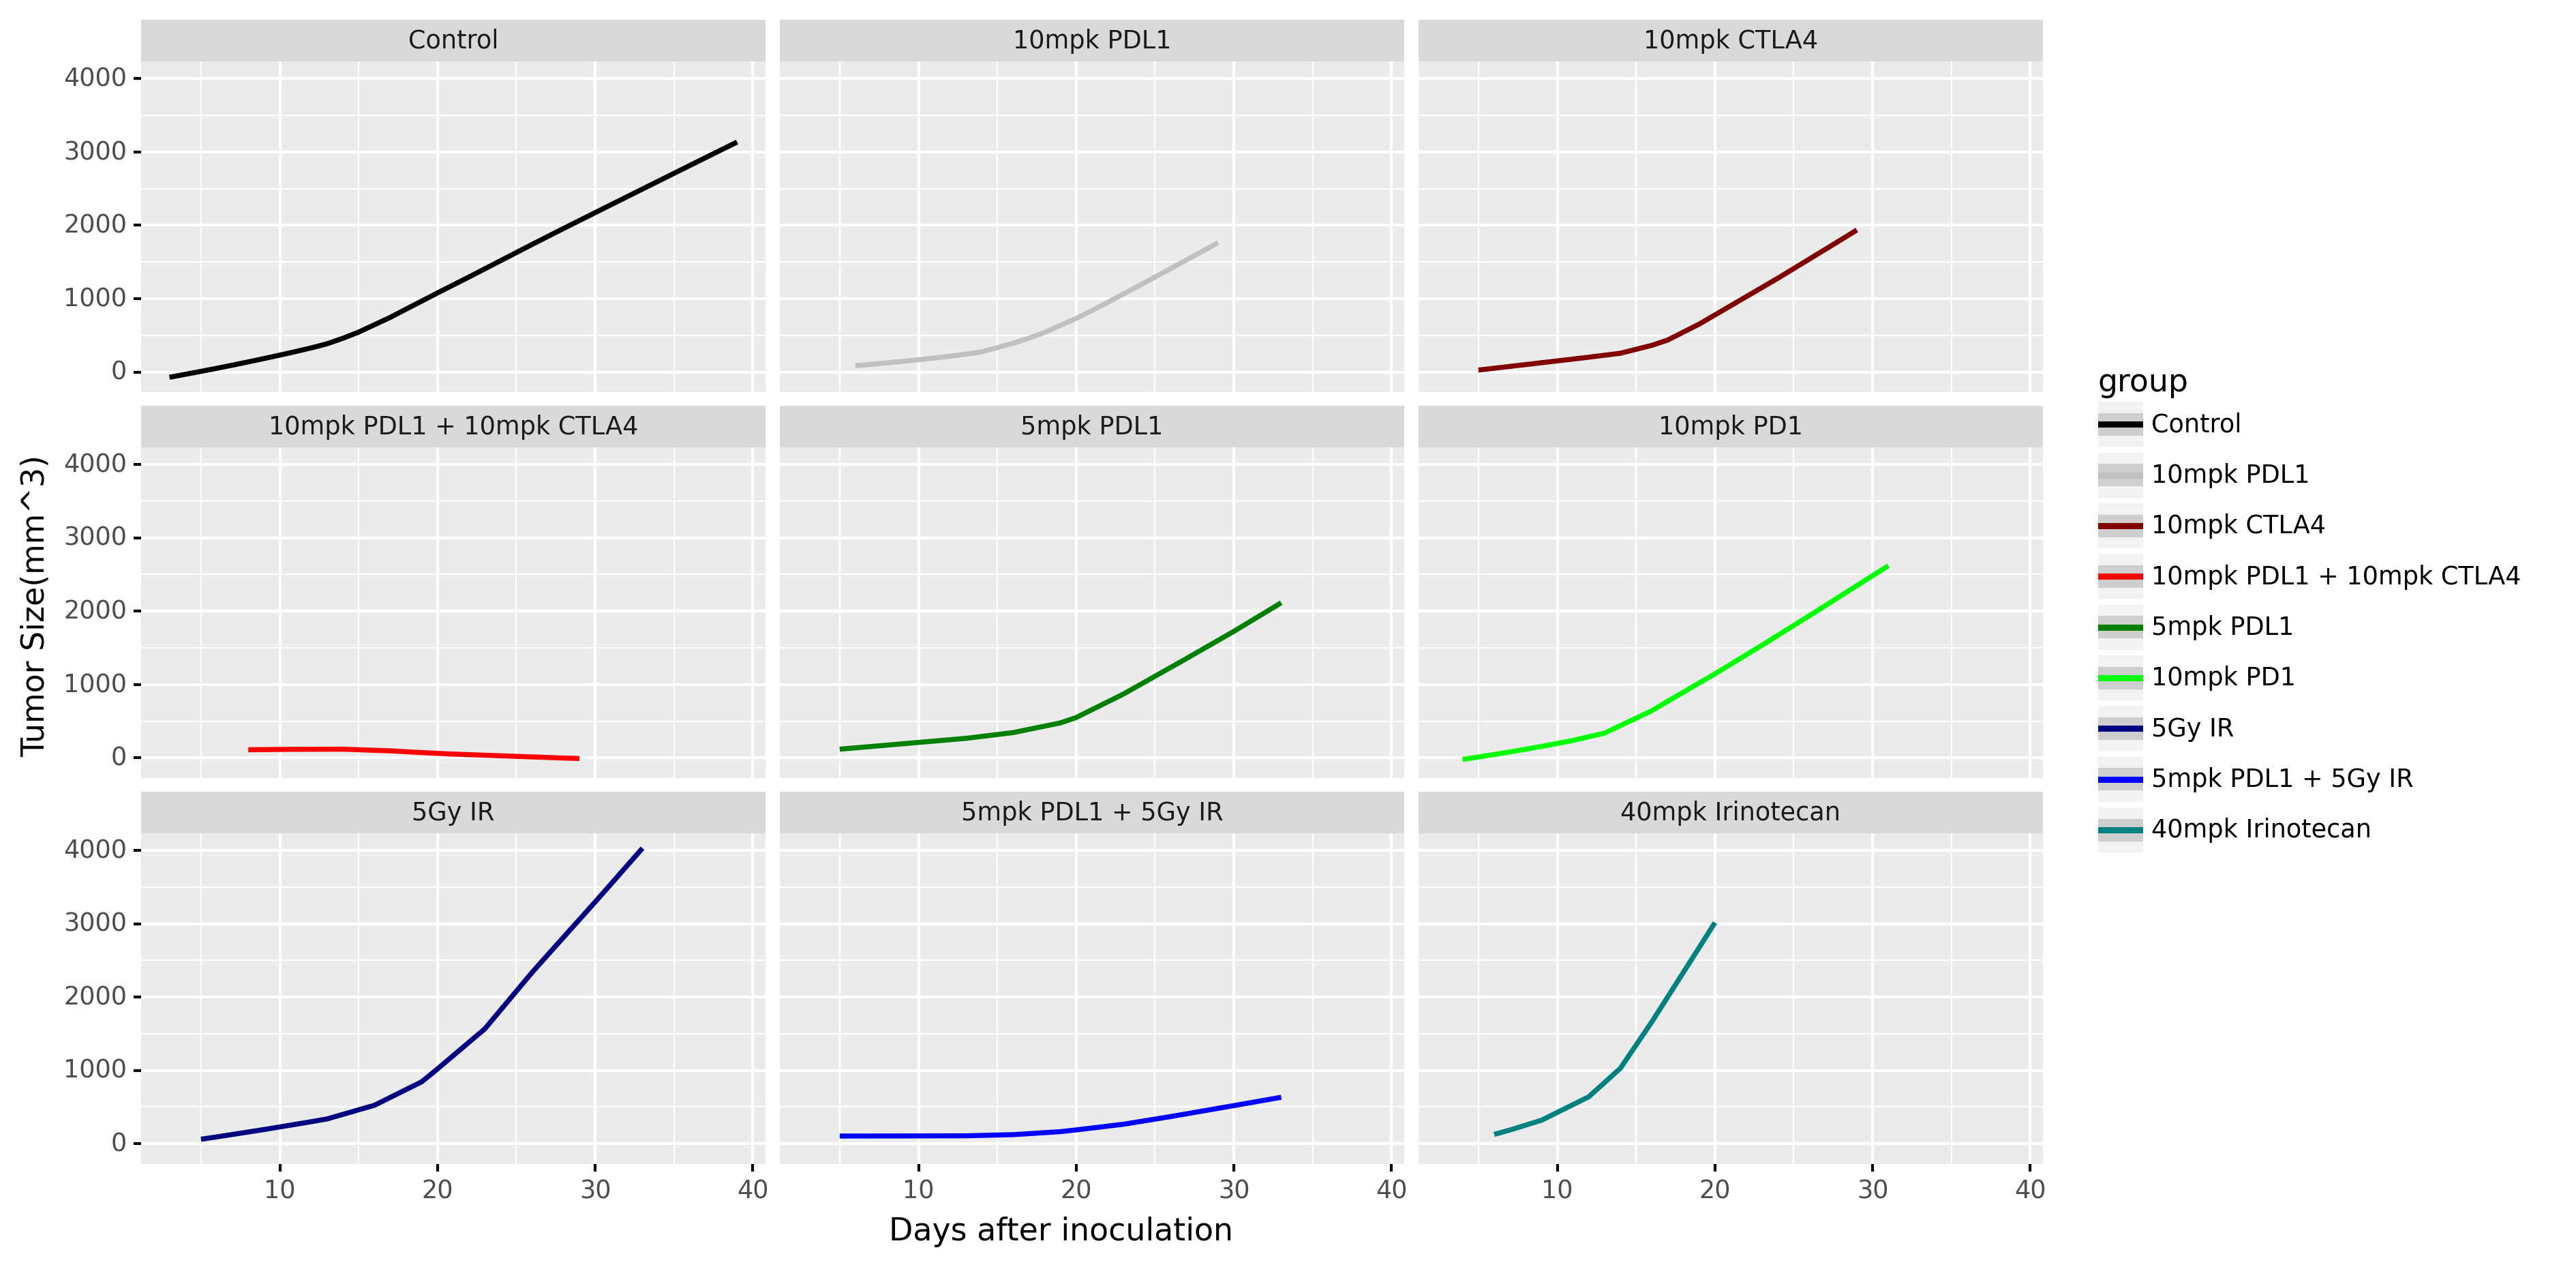 Control
10mpk PDL1
10mpk CTLA4
4000
3000
2000
1000
0
10mpk PDL1 + 10mpk CTLA4
5mpk PDL1
10mpk PD1
4000
3000
2000
1000
0
5Gy IR
5mpk PDL1 + 5Gy IR
40mpk Irinotecan
4000
3000
2000
1000
0
10 20 30 40
10 20 30 40
10 20 30 40
Tumor Size(mm^3)
Days after inoculation
group
Control
10mpk PDL1
10mpk CTLA4
10mpk PDL1 + 10mpk CTLA4
5mpk PDL1
10mpk PD1
5Gy IR
5mpk PDL1 + 5Gy IR
40mpk Irinotecan